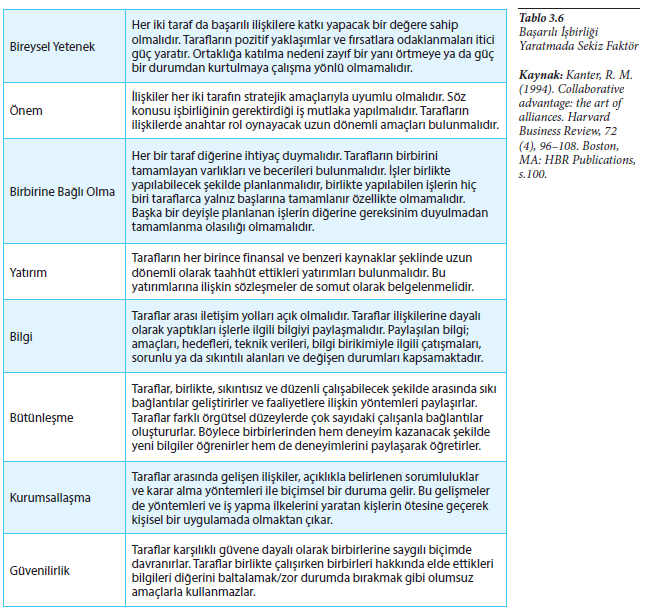 Bireysel Yetenek
Her iki taraf da başarılı ilişkilere katkı yapacak bir değere sahip
olmalıdır. Tarafların pozitif yaklaşımlar ve fırsatlara odaklanmaları itici
güç yaratır. Ortaklığa katılma nedeni zayıf bir yanı örtmeye ya da güç
bir durumdan kurtulmaya çalışma yönlü olmamalıdır.
Önem
İlişkiler her iki tarafın stratejik amaçlarıyla uyumlu olmalıdır. Söz
konusu işbirliğinin gerektirdiği iş mutlaka yapılmalıdır. Tarafların
ilişkilerde anahtar rol oynayacak uzun dönemli amaçları bulunmalıdır.
Birbirine Bağlı Olma
Her bir taraf diğerine ihtiyaç duymalıdır. Tarafların birbirini
tamamlayan varlıkları ve becerileri bulunmalıdır. İşler birlikte
yapılabilecek şekilde planlanmalıdır, birlikte yapılabilen işlerin hiç
biri taraflarca yalnız başlarına tamamlanır özellikte olmamalıdır.
Başka bir deyişle planlanan işlerin diğerine gereksinim duyulmadan
tamamlanma olasılığı olmamalıdır.
Yatırım
Tarafların her birince finansal ve benzeri kaynaklar şeklinde uzun
dönemli olarak taahhüt ettikleri yatırımları bulunmalıdır. Bu
yatırımlarına ilişkin sözleşmeler de somut olarak belgelenmelidir.
Bilgi
Taraflar arası iletişim yolları açık olmalıdır. Taraflar ilişkilerine dayalı
olarak yaptıkları işlerle ilgili bilgiyi paylaşmalıdır. Paylaşılan bilgi;
amaçları, hedefleri, teknik verileri, bilgi birikimiyle ilgili çatışmaları,
sorunlu ya da sıkıntılı alanları ve değişen durumları kapsamaktadır.
Bütünleşme
Taraflar, birlikte, sıkıntısız ve düzenli çalışabilecek şekilde arasında sıkı
bağlantılar geliştirirler ve faaliyetlere ilişkin yöntemleri paylaşırlar.
Taraflar farklı örgütsel düzeylerde çok sayıdaki çalışanla bağlantılar
oluştururlar. Böylece birbirlerinden hem deneyim kazanacak şekilde
yeni bilgiler öğrenirler hem de deneyimlerini paylaşarak öğretirler.
Kurumsallaşma
Taraflar arasında gelişen ilişkiler, açıklıkla belirlenen sorumluluklar
ve karar alma yöntemleri ile biçimsel bir duruma gelir. Bu gelişmeler
de yöntemleri ve iş yapma ilkelerini yaratan kişlerin ötesine geçerek
kişisel bir uygulamada olmaktan çıkar.
Güvenilirlik
Taraflar karşılıklı güvene dayalı olarak birbirlerine saygılı biçimde
davranırlar. Taraflar birlikte çalışırken birbirleri hakkında elde ettikleri
bilgileri diğerini baltalamak/zor durumda bırakmak gibi olumsuz
amaçlarla kullanmazlar.
Tablo 3.6
Başarılı İşbirliği
Yaratmada Sekiz Faktör
Kaynak: Kanter, R. M.
(1994). Collaborative
advantage: the art of
alliances. Harvard
Business Review, 72
(4), 96–108. Boston,
MA: HBR Publications,
s.100.